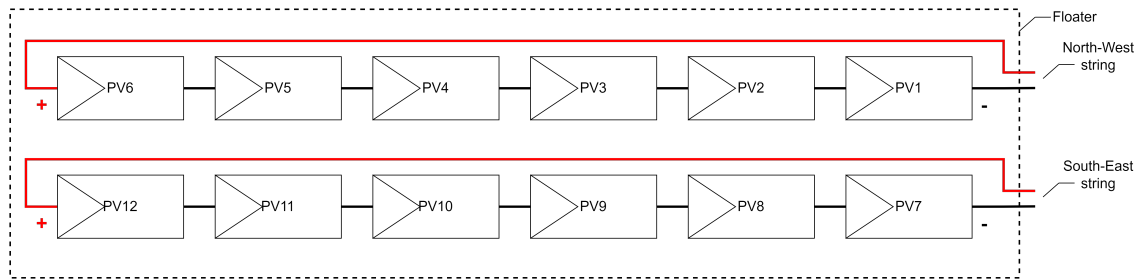 Floater
North-West
string
PV6 PV5 PV4 PV3 PV2 PV1
+ -
South-East
string
PV12 PV11 PV10 PV9 PV8 PV7
+ -